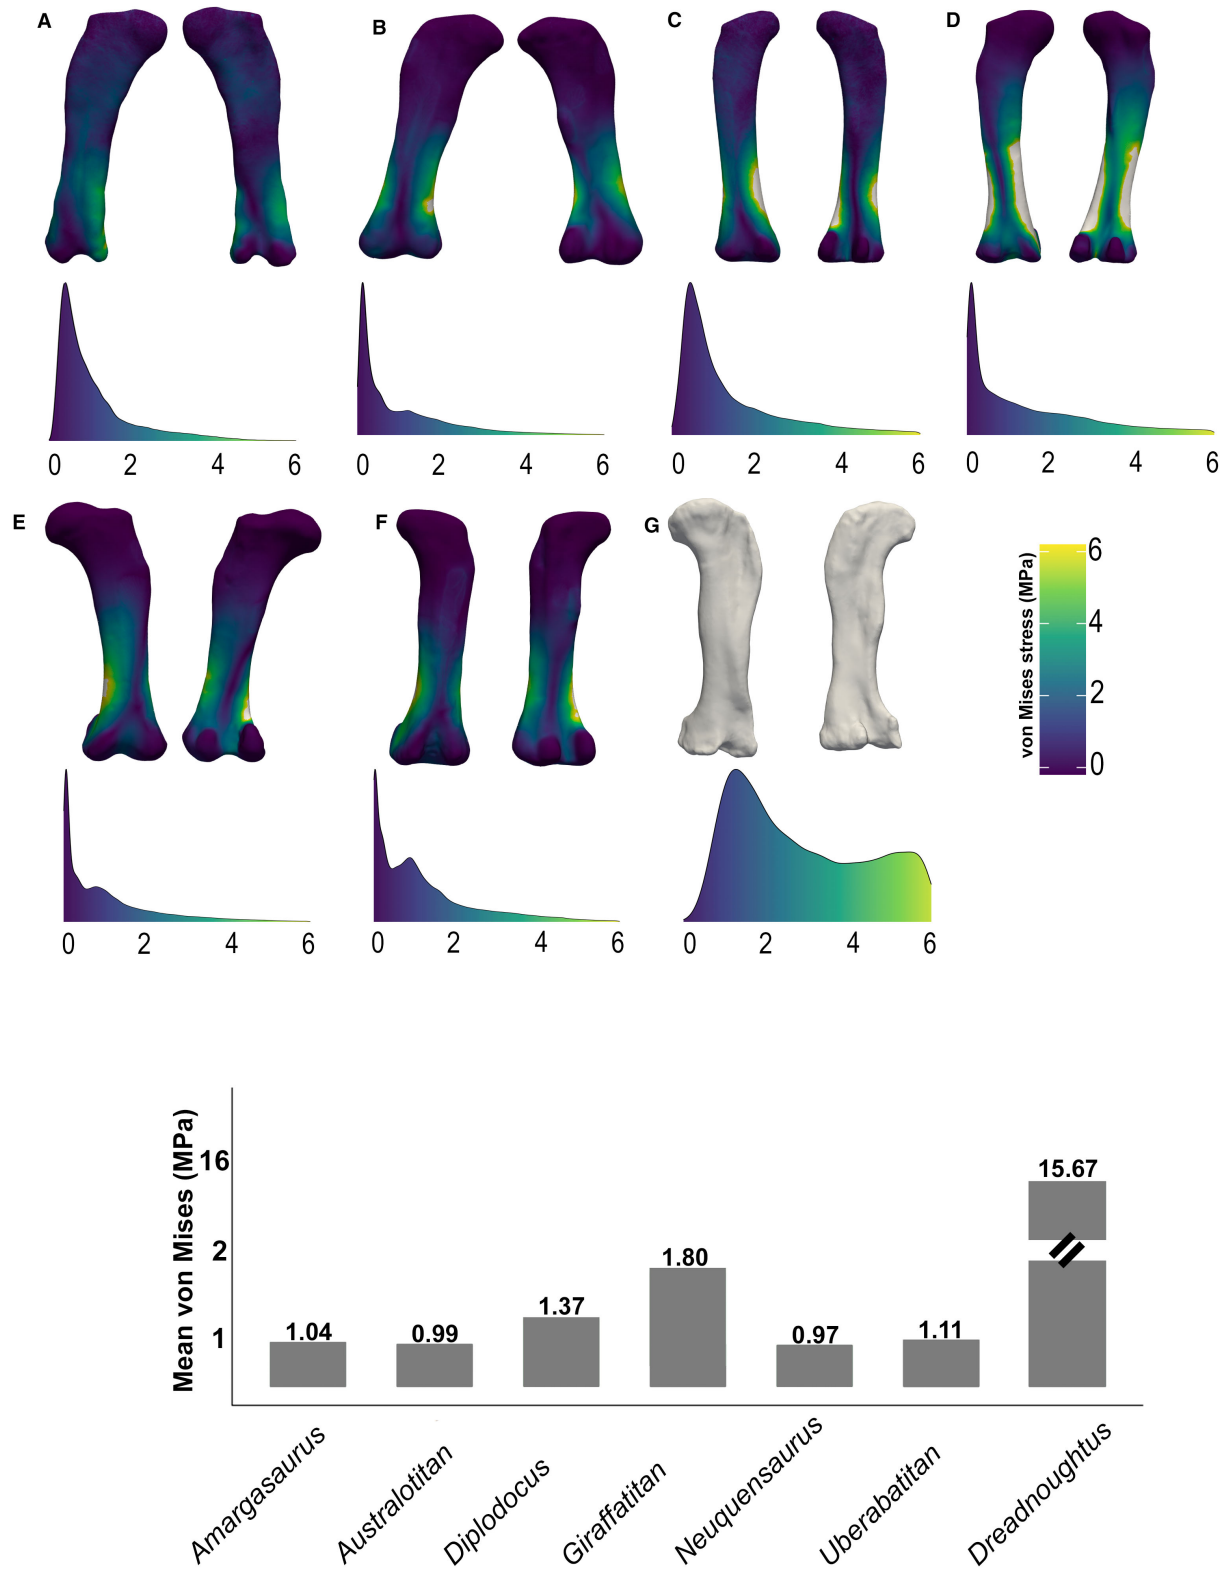 A B C D
0 2 4 6 0 2 4 6 0 2 4 6 0 2 4 6
E F G
von Mises stress (MPa)
6
4
2
0
0 2 4 6 0 2 4 6 0 2 4 6
Mean von Mises (MPa)
16
2
1
1.04 0.99 1.37 1.80 0.97 1.11 15.67
Amargasaurus Australotitan Diplodocus Giraffatitan Neuquensaurus Uberabatitan Dreadnoughtus